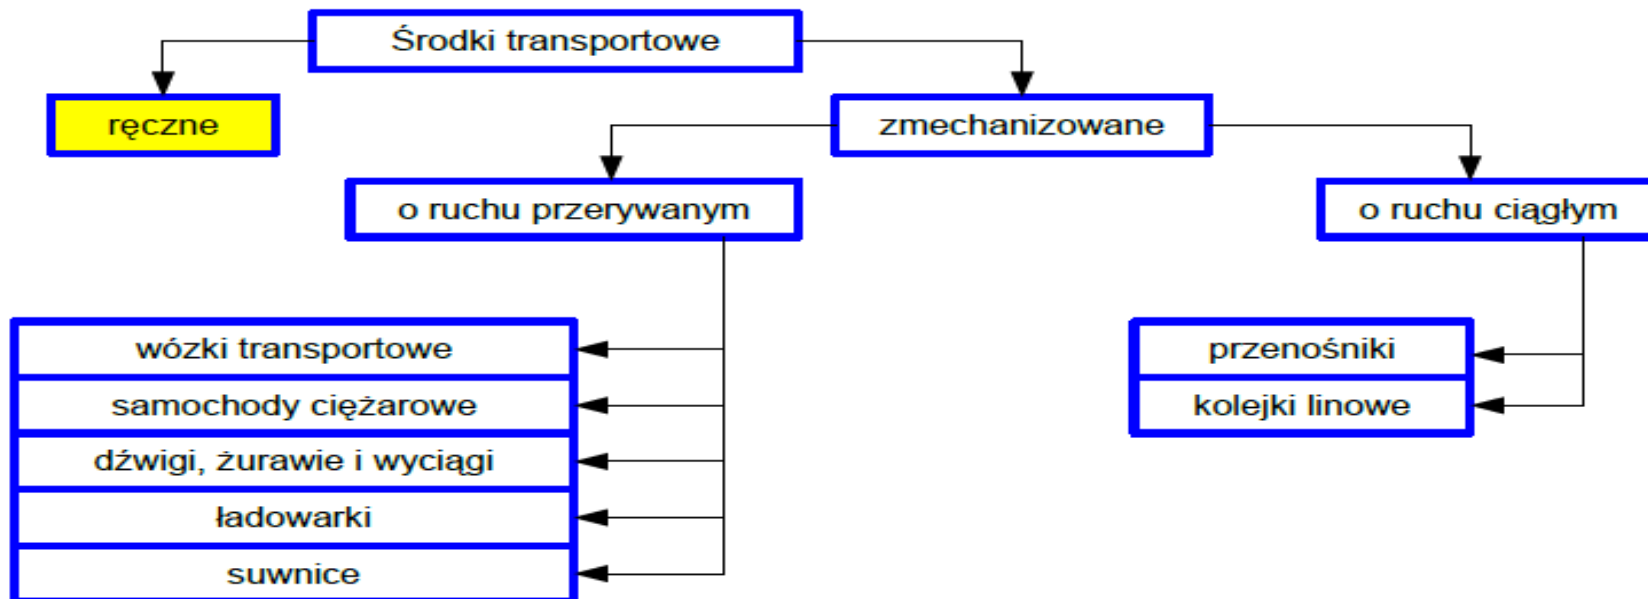 Środki transportowe
ręczne
zmechanizowane
o ruchu przerywanym
o ruchu ciągłym
wózki transportowe
samochody ciężarowe
dźwigi, żurawie i wyciągi
ładowarki
suwnice
przenośniki
kolejki linowe